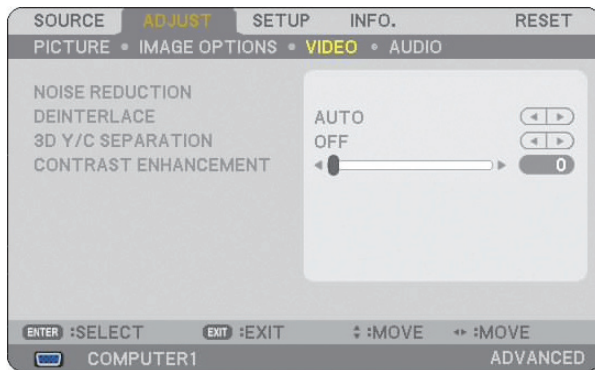 SOURCE ADJUST SETUP INFO. RESET
PICTURE • IMAGE OPTIONS • VIDEO • AUDIO
NOISE REDUCTION
DEINTERLACE AUTO
3D Y/C SEPARATION OFF
CONTRAST ENHANCEMENT 0
ENTER :SELECT EXIT :EXIT :MOVE :MOVE
COMPUTER1 ADVANCED